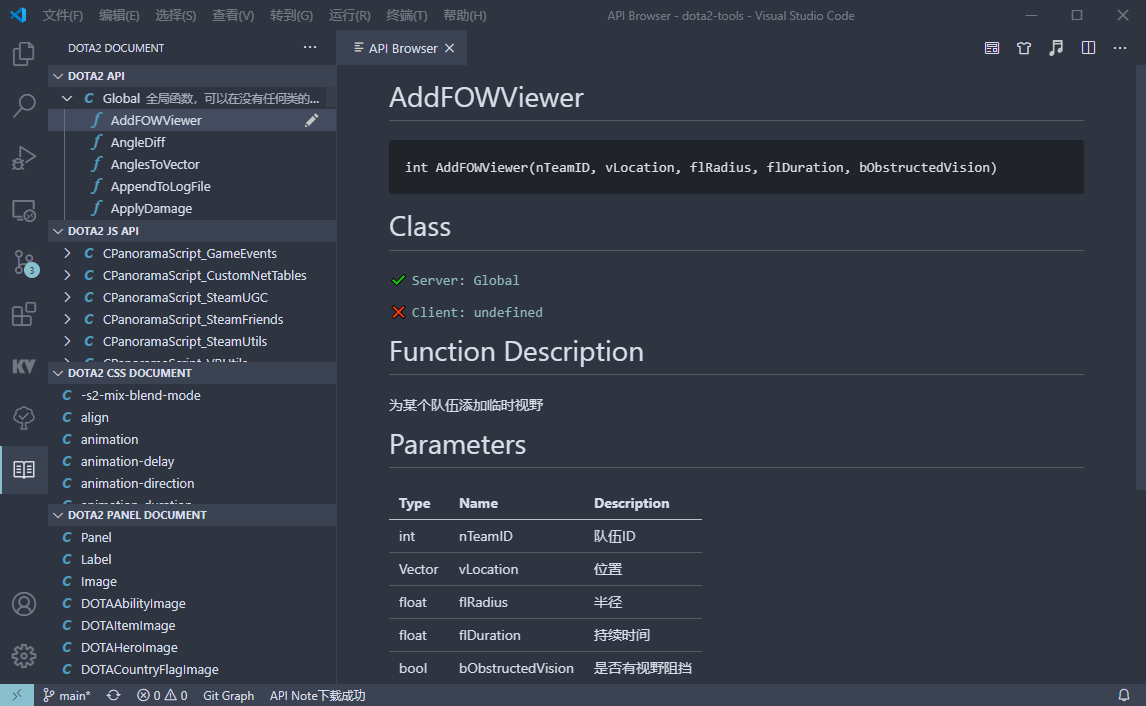 文件(F) 编辑(E) 选择(S) 查看(V) 转到(G) 运行(R) 终端(T) 帮助(H) API Browser - dota2-tools - Visual Studio Code
DOTA2 DOCUMENT
DOTA2 API
C Global 全局函数，可以在没有任何类的...
f AddFOWViewer
f AngleDiff
f AnglesToVector
f AppendToLogFile
f ApplyDamage
DOTA2 JS API
C CPanoramaScript_GameEvents
C CPanoramaScript_CustomNetTables
C CPanoramaScript_SteamUGC
C CPanoramaScript_SteamFriends
C CPanoramaScript_SteamUtils
C CPanoramaScript_VRUtils
DOTA2 CSS DOCUMENT
C -s2-mix-blend-mode
C align
C animation
C animation-delay
C animation-direction
C animation-duration
DOTA2 PANEL DOCUMENT
C Panel
C Label
C Image
C DOTAAbilityImage
C DOTAItemImage
C DOTAHeroImage
C DOTACountryFlagImage
3
KV
API Browser
AddFOWViewer
int AddFOWViewer(nTeamID, vLocation, flRadius, flDuration, bObstructedVision)
Class
Server: Global
Client: undefined
Function Description
为某个队伍添加临时视野
Parameters
Type Name Description
int nTeamID 队伍ID
Vector vLocation 位置
float flRadius 半径
float flDuration 持续时间
bool bObstructedVision 是否有视野阻挡
main* 0 0 Git Graph API Note下载成功